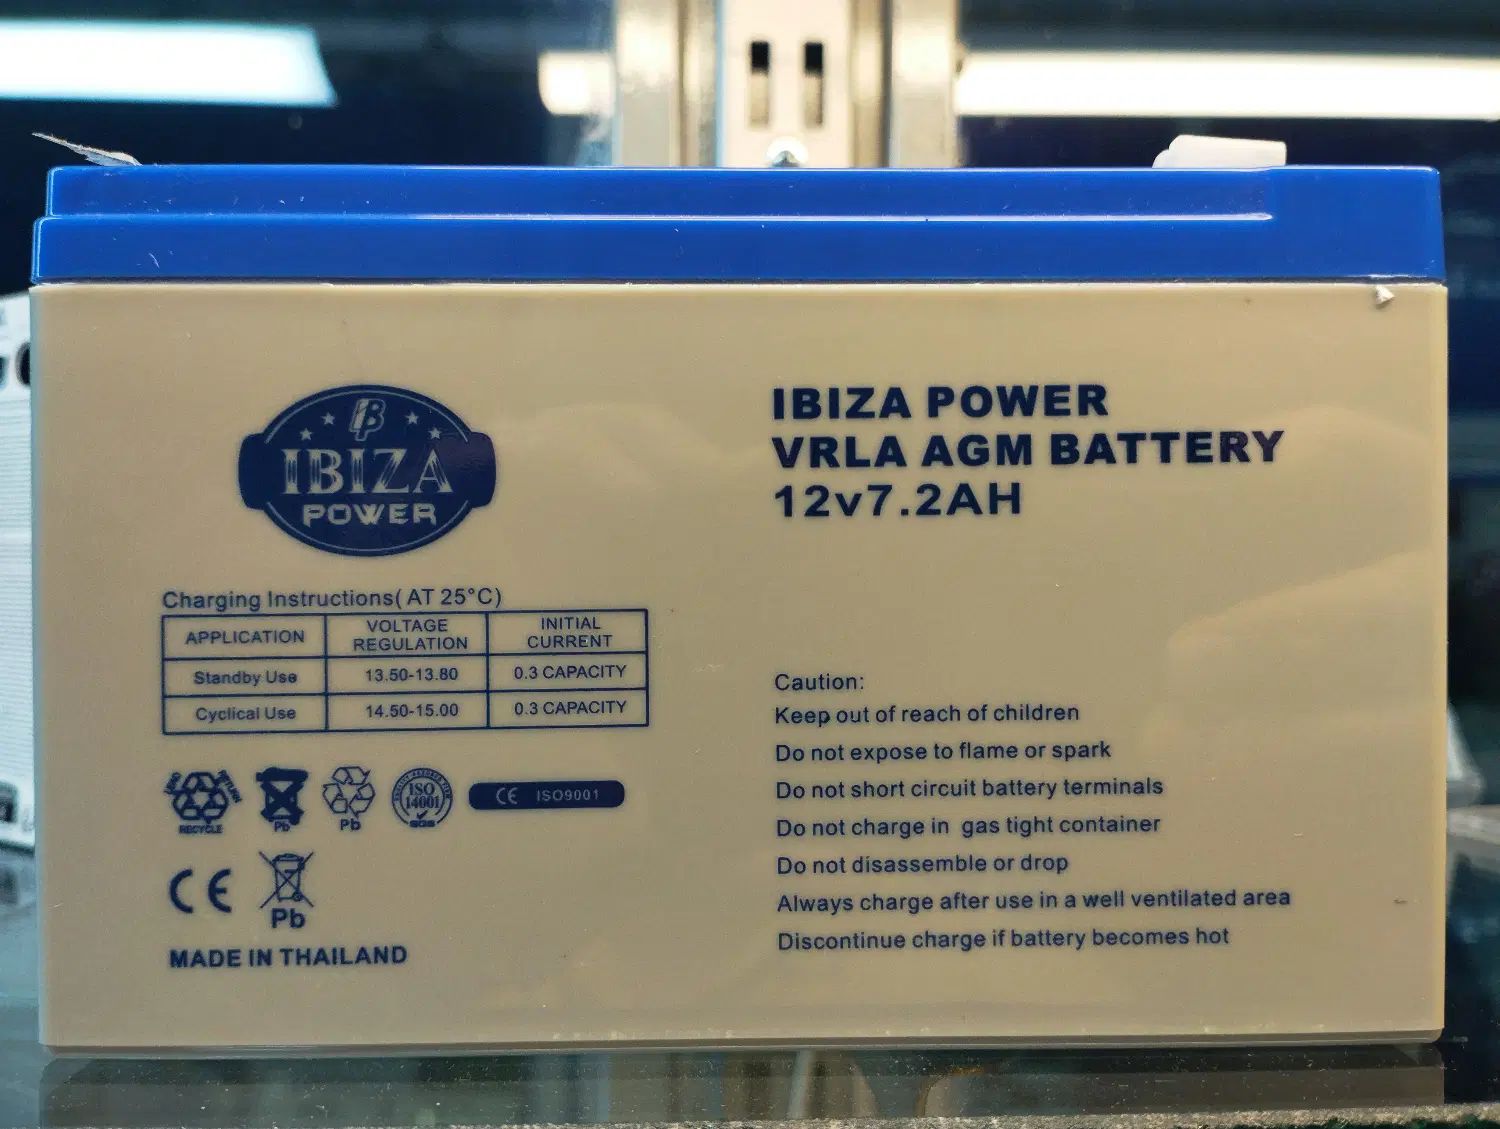 IBIZA
POWER
IBIZA POWER
VRLA AGM BATTERY
12v7.2AH
Charging Instructions( AT 25°C)
APPLICATION VOLTAGE REGULATION INITIAL CURRENT
Standby Use 13.50-13.80 0.3 CAPACITY
Cyclical Use 14.50-15.00 0.3 CAPACITY
RETURN
RECYCLE
Pb
Pb
ISO
14001
SGS
CE ISO9001
CE
Pb
MADE IN THAILAND
Caution:
Keep out of reach of children
Do not expose to flame or spark
Do not short circuit battery terminals
Do not charge in gas tight container
Do not disassemble or drop
Always charge after use in a well ventilated area
Discontinue charge if battery becomes hot